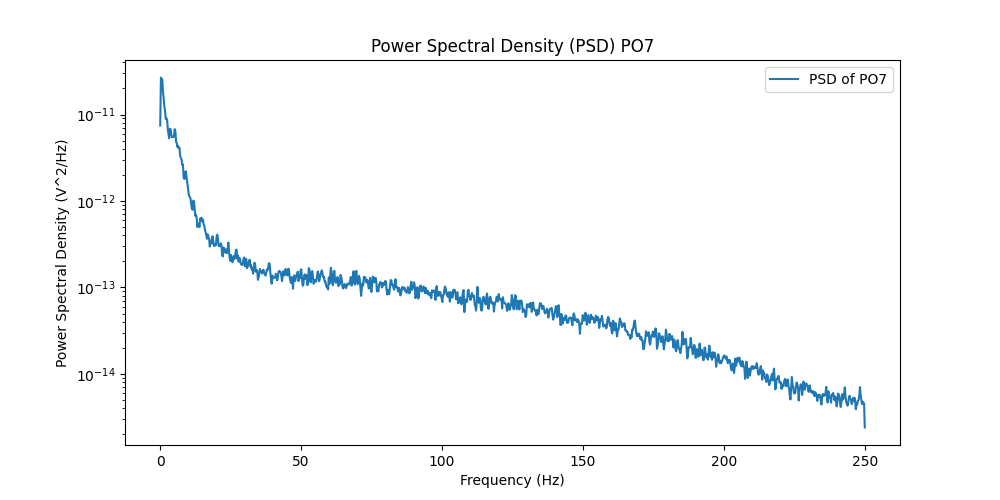 Power Spectral Density (PSD) PO7
PSD of PO7
Power Spectral Density (V^2/Hz)
10⁻¹¹
10⁻¹²
10⁻¹³
10⁻¹⁴
0 50 100 150 200 250
Frequency (Hz)